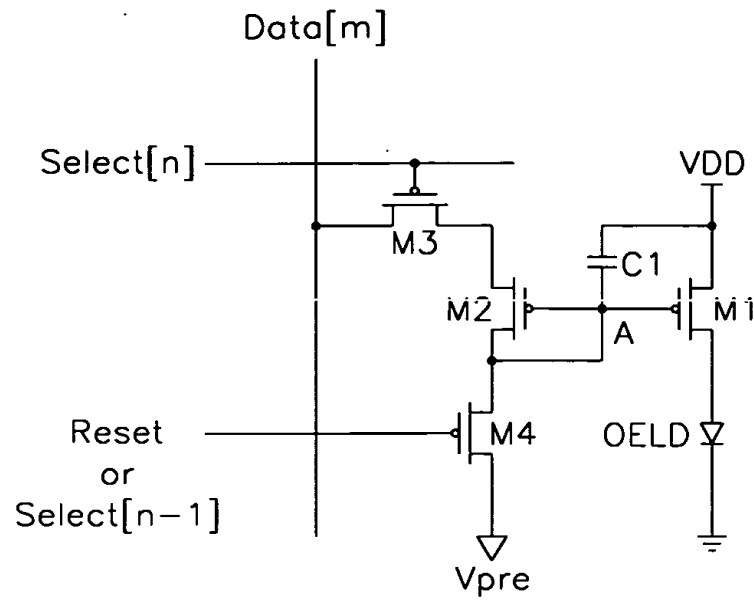 Data[m]
Select[n]
VDD
M3
C1
M2
M1
A
Reset
or
Select[n-1]
M4
OELD
Vpre